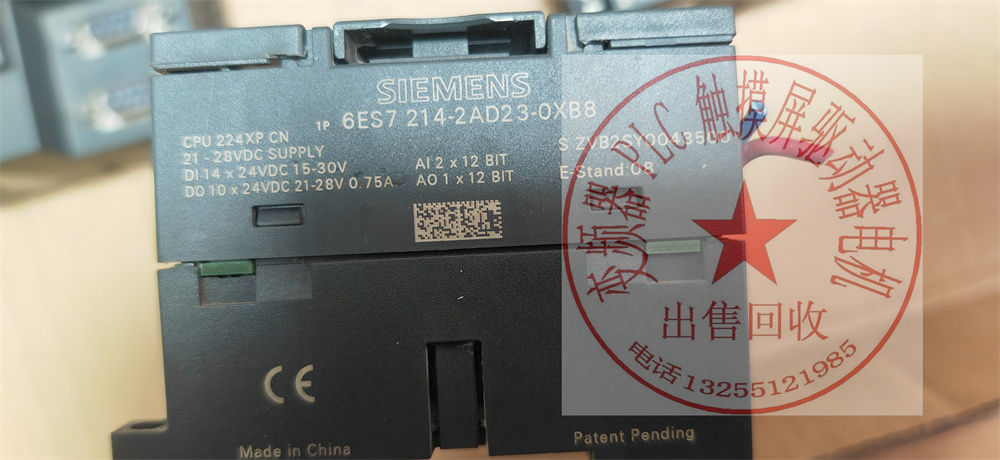 SIEMENS
1P 6ES7 214-2AD23-0XB8
CPU 224XP CN
21 - 28VDC SUPPLY
DI 14 x 24VDC 15-30V
DO 10 x 24VDC 21-28V 0.75A
AI 2 x 12 BIT
AO 1 x 12 BIT
E-Stand:08
Made in China
Patent Pending
变频器 PLC 触摸屏驱动器电机
出售回收
电话13255121985